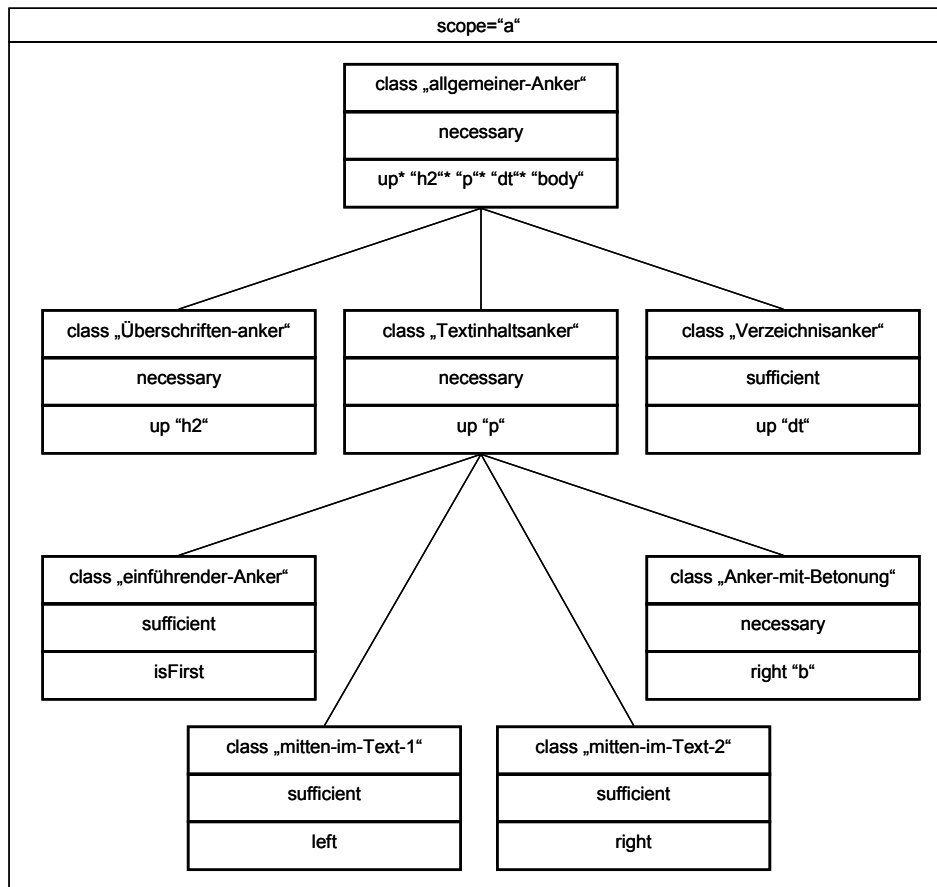 scope=“a“
class „allgemeiner-Anker“
necessary
up* “h2“* “p“* “dt“* “body“
class „Überschriften-anker“
necessary
up “h2“
class „Textinhaltsanker“
necessary
up “p“
class „Verzeichnisanker“
sufficient
up “dt“
class „einführender-Anker“
sufficient
isFirst
class „Anker-mit-Betonung“
necessary
right “b“
class „mitten-im-Text-1“
sufficient
left
class „mitten-im-Text-2“
sufficient
right